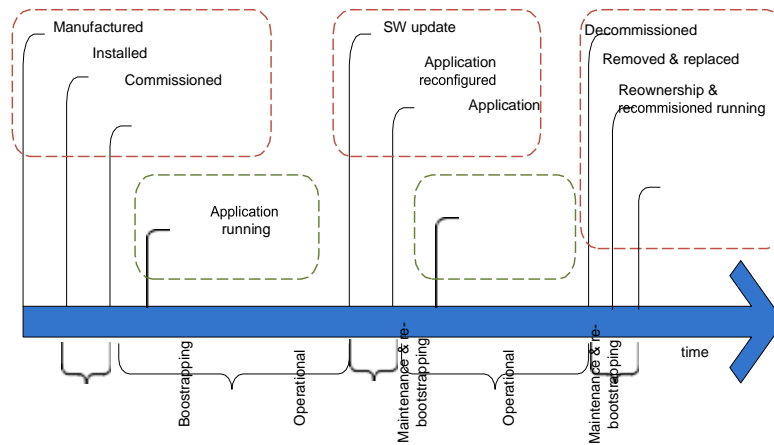 Manufactured
Installed
Commissioned
SW update
Application
reconfigured
Application
Decommissioned
Removed & replaced
Reownership &
recommisioned running
Application
running
time
Boostrapping
Operational
Maintenance & re-
bootstrapping
Operational
Maintenance & re-
bootstrapping